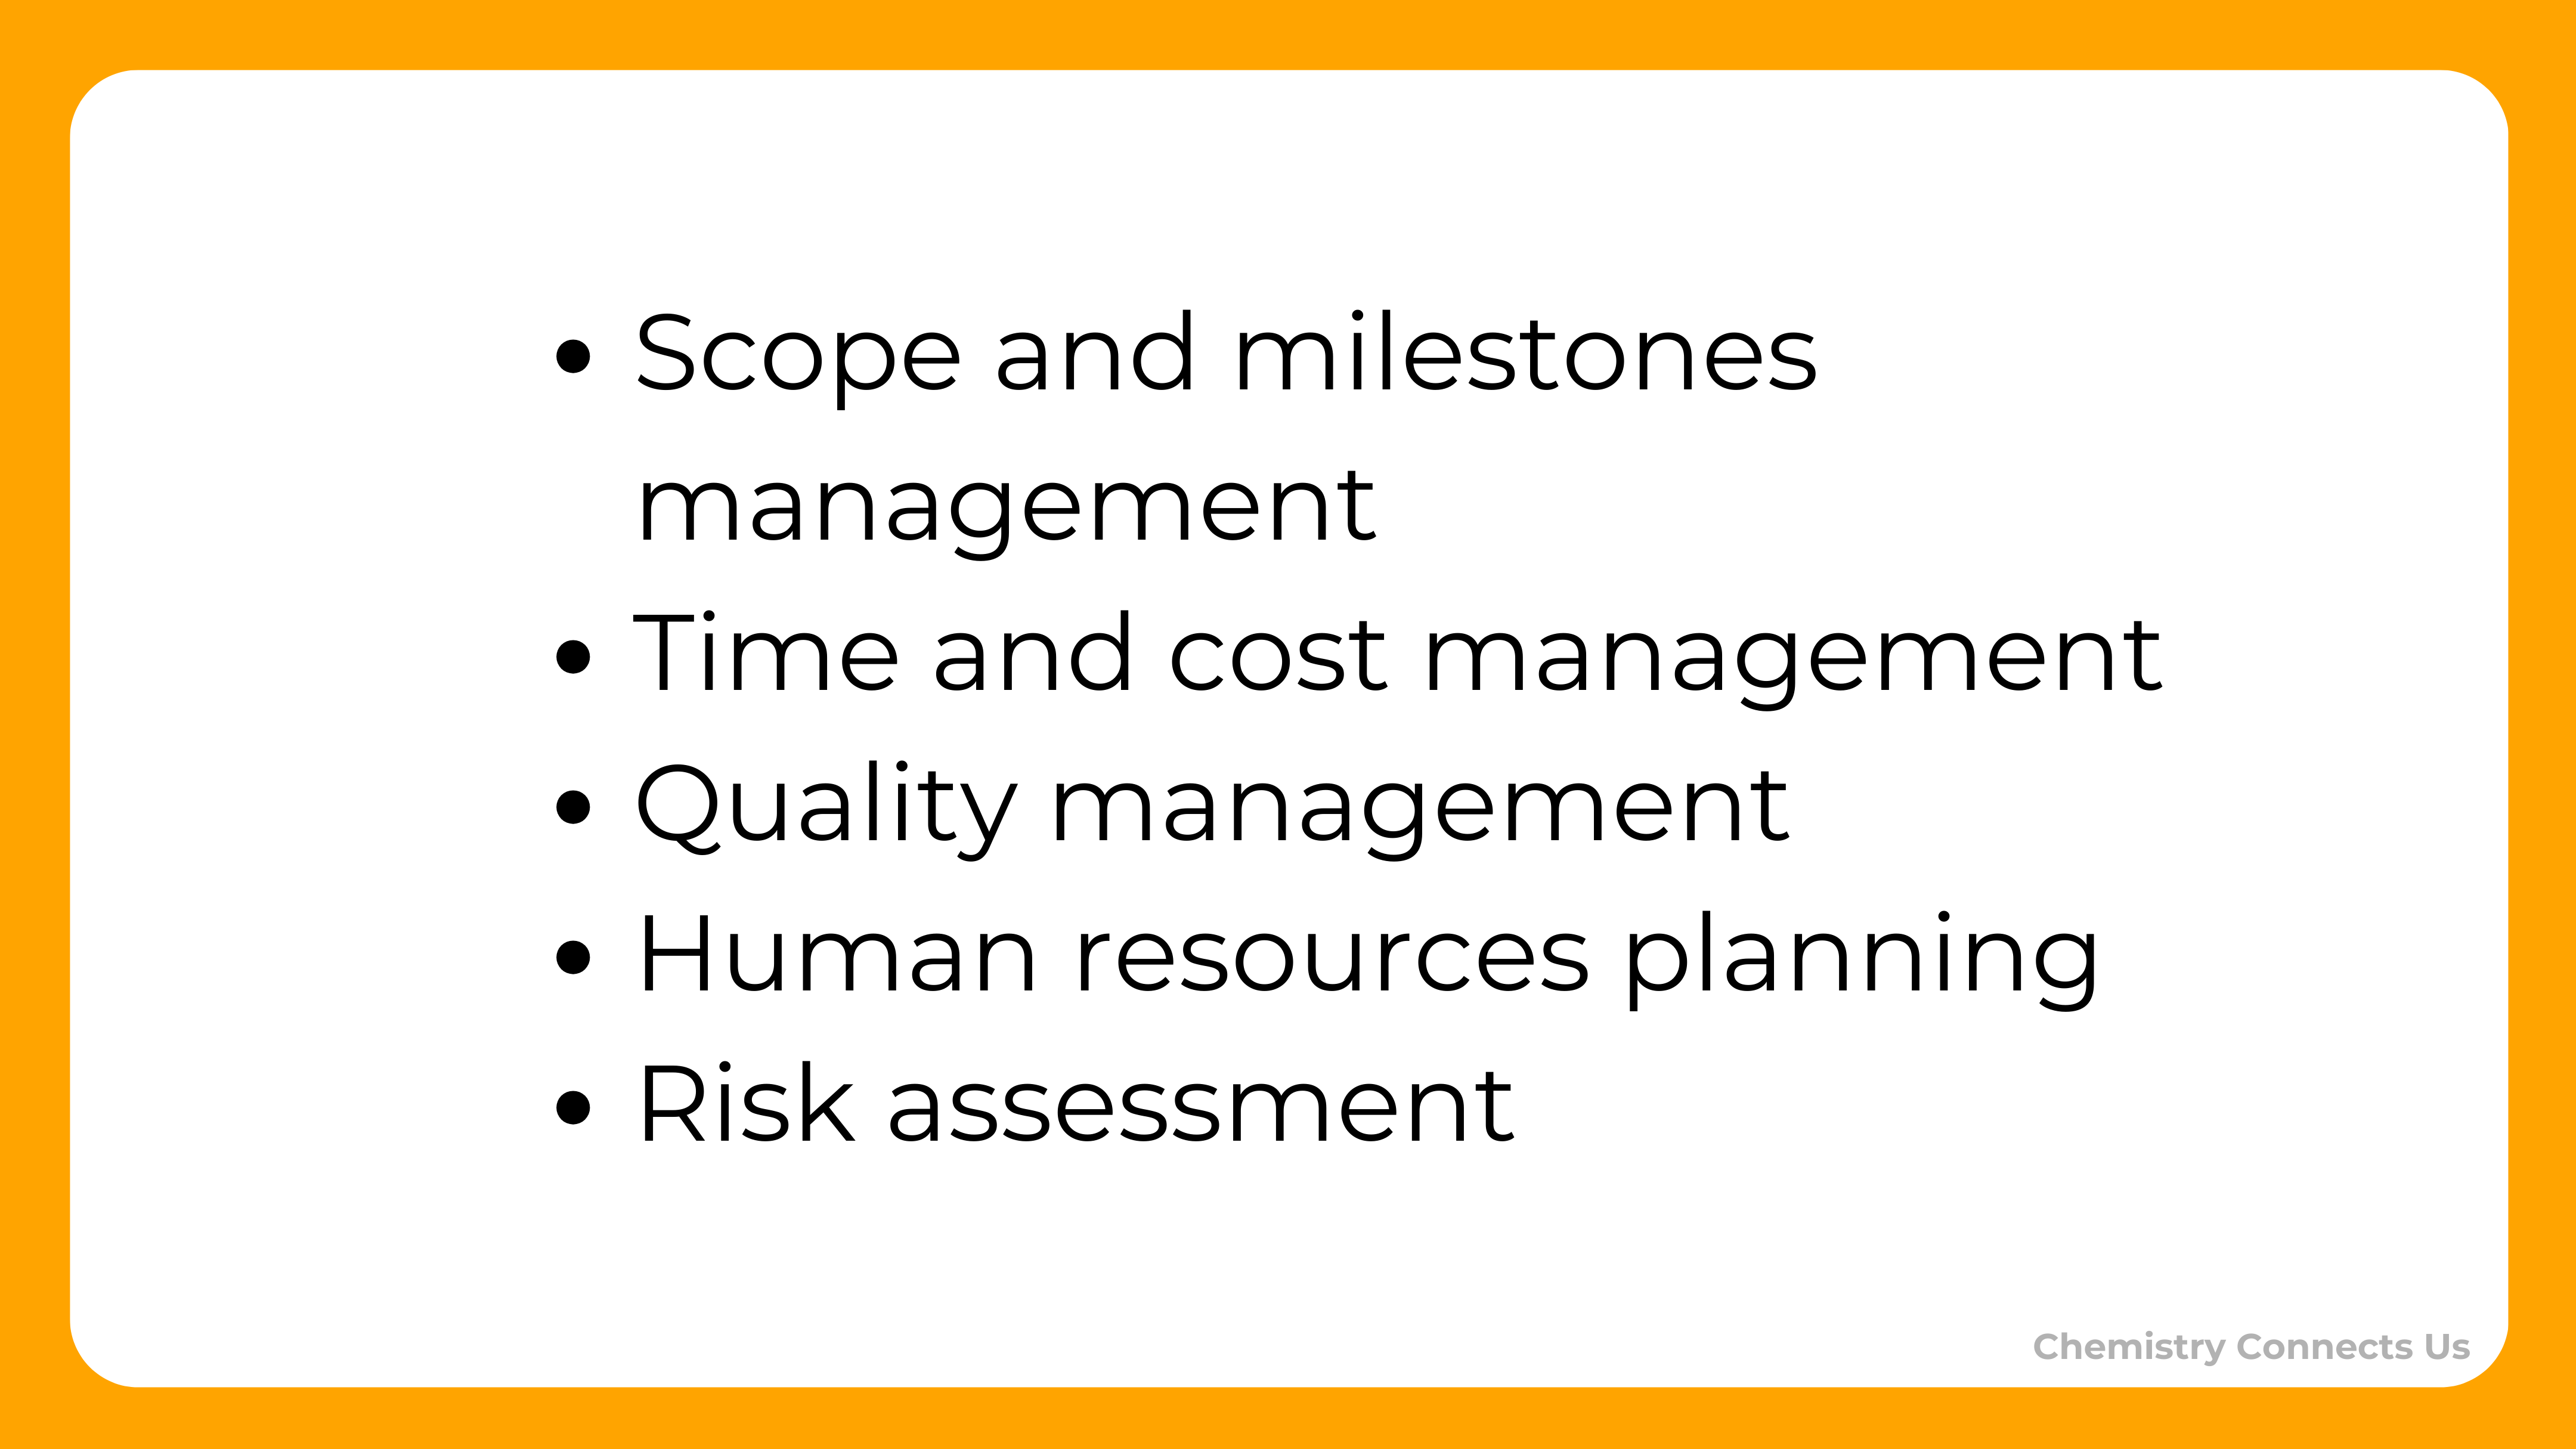 • Scope and milestones
management
• Time and cost management
• Quality management
• Human resources planning
• Risk assessment
Chemistry Connects Us